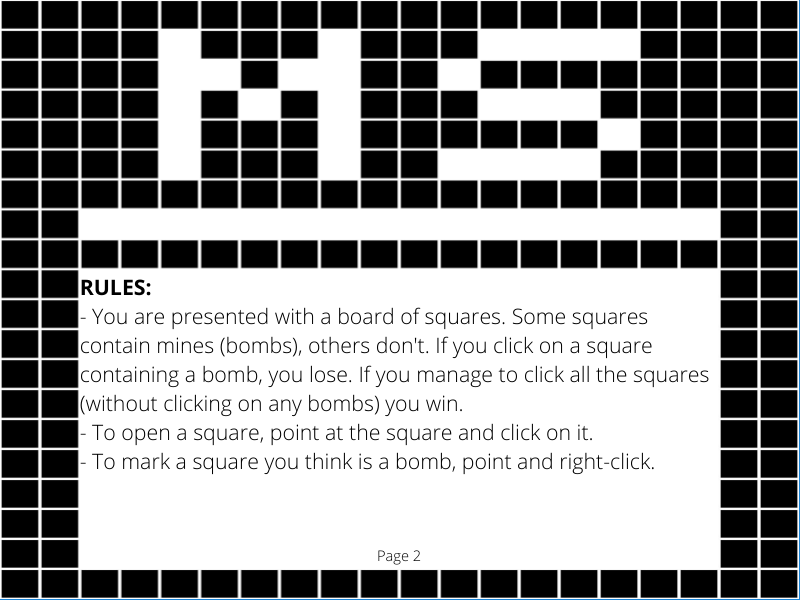 MS
RULES:
- You are presented with a board of squares. Some squares
contain mines (bombs), others don't. If you click on a square
containing a bomb, you lose. If you manage to click all the squares
(without clicking on any bombs) you win.
- To open a square, point at the square and click on it.
- To mark a square you think is a bomb, point and right-click.
Page 2